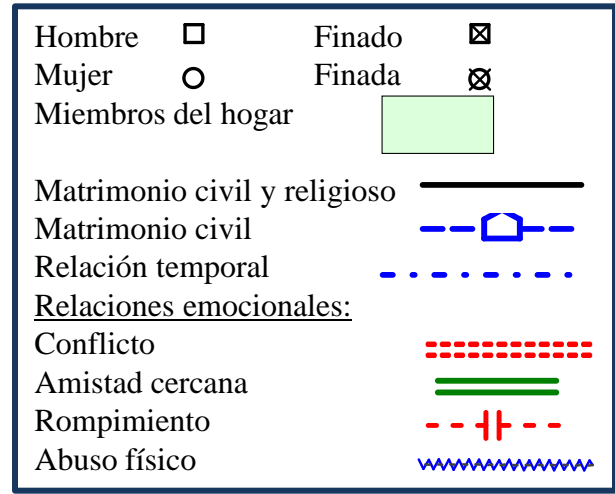 Hombre Finado
Mujer Finada
Miembros del hogar
Matrimonio civil y religioso
Matrimonio civil
Relación temporal
Relaciones emocionales:
Conflicto
Amistad cercana
Rompimiento
Abuso físico